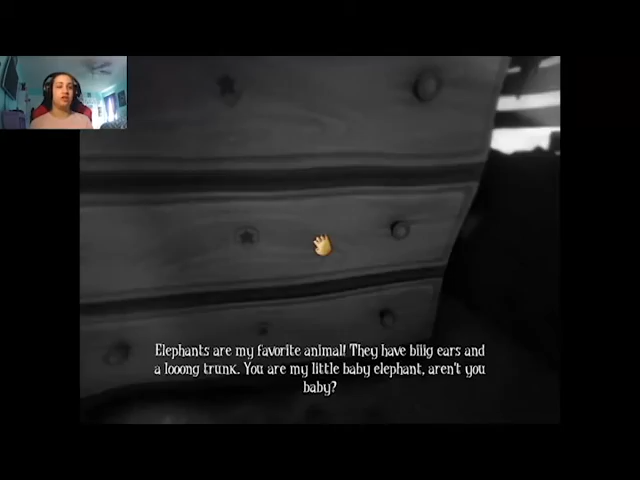 Elephants are my favorite animal! They have biiig ears and
a looong trunk. You are my little baby elephant, aren't you
baby?